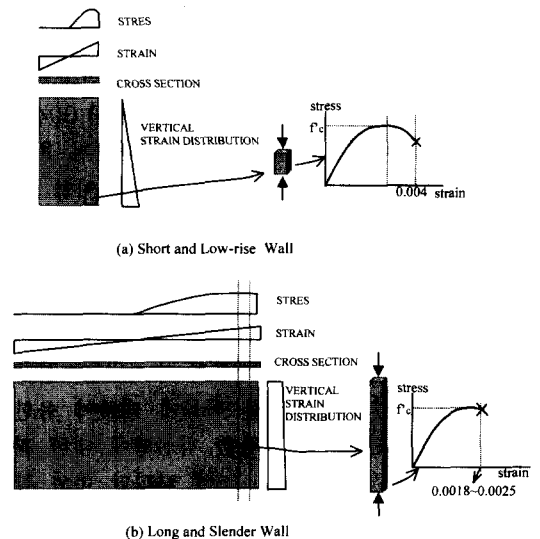 STRES
STRAIN
CROSS SECTION
VERTICAL
STRAIN DISTRIBUTION
stress
f'c
0.004
strain
(a) Short and Low-rise Wall
STRES
STRAIN
CROSS SECTION
VERTICAL
STRAIN
DISTRIBUTION
stress
f'c
strain
0.0018~0.0025
(b) Long and Slender Wall